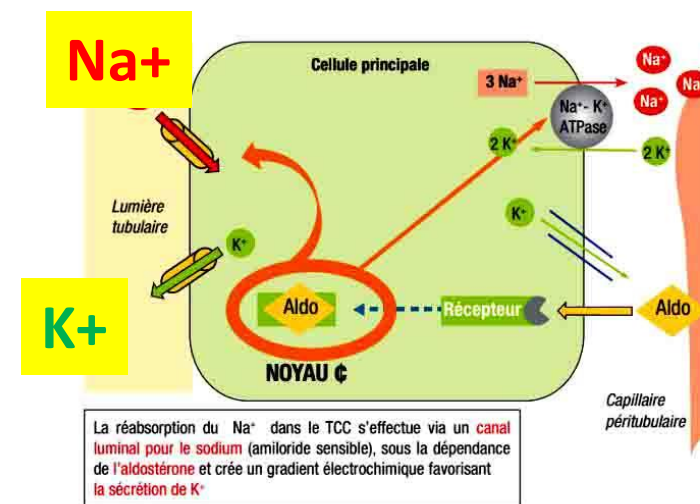 Na+
Cellule principale
3 Na⁺
Na⁺
Na
Na⁺
Na⁺- K⁺
ATPase
2 K⁺
2 K⁺
Lumière
tubulaire
K⁺
K⁺
K+
Aldo
Récepteur
Aldo
NOYAU ¢
Capillaire
péritubulaire
La réabsorption du Na⁺ dans le TCC s'effectue via un canal
luminal pour le sodium (amiloride sensible), sous la dépendance
de l'aldostérone et crée un gradient électrochimique favorisant
la sécrétion de K⁺